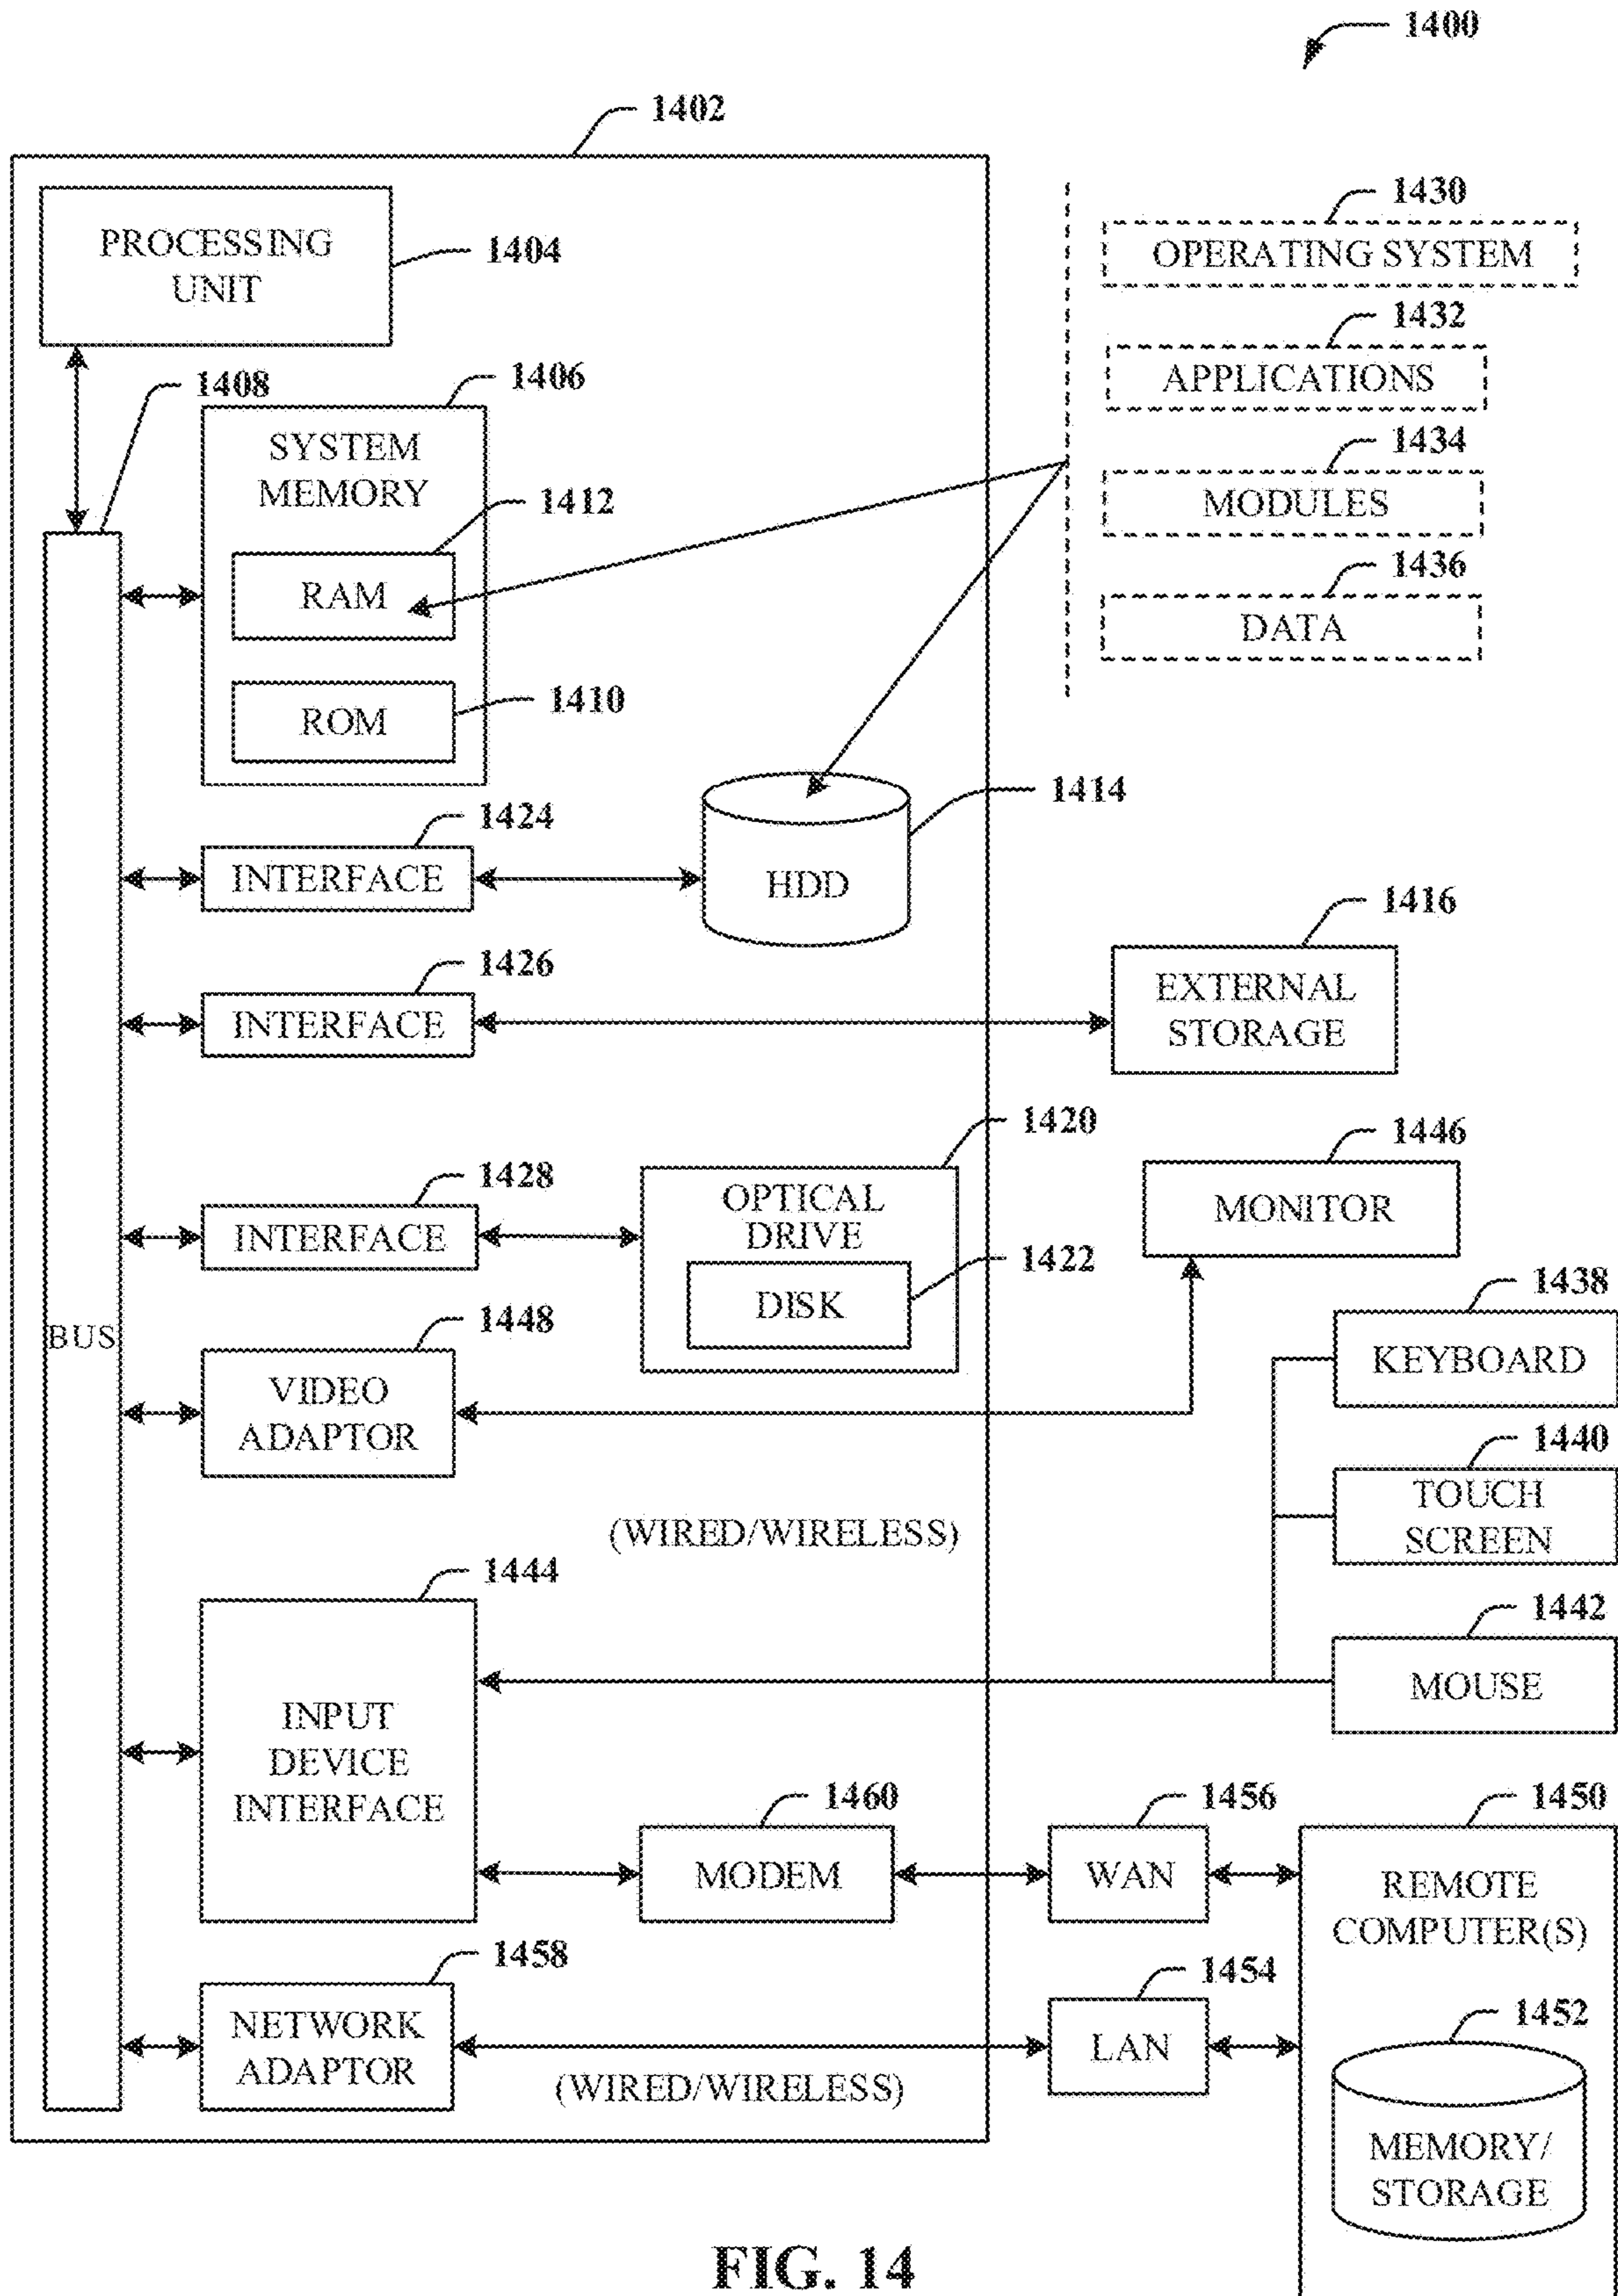 1400
1402
PROCESSING
UNIT
1404
1430
OPERATING SYSTEM
1432
APPLICATIONS
1434
MODULES
1436
DATA
1408
1406
SYSTEM
MEMORY
1412
RAM
1410
ROM
1424
INTERFACE
1414
HDD
1426
INTERFACE
1416
EXTERNAL
STORAGE
1428
INTERFACE
1420
OPTICAL
DRIVE
1422
DISK
1446
MONITOR
BUS
1448
VIDEO
ADAPTOR
1438
KEYBOARD
1440
TOUCH
SCREEN
(WIRED/WIRELESS)
1444
INPUT
DEVICE
INTERFACE
1442
MOUSE
1460
MODEM
1456
WAN
1450
REMOTE
COMPUTER(S)
1458
NETWORK
ADAPTOR
(WIRED/WIRELESS)
1454
LAN
1452
MEMORY/
STORAGE
FIG. 14